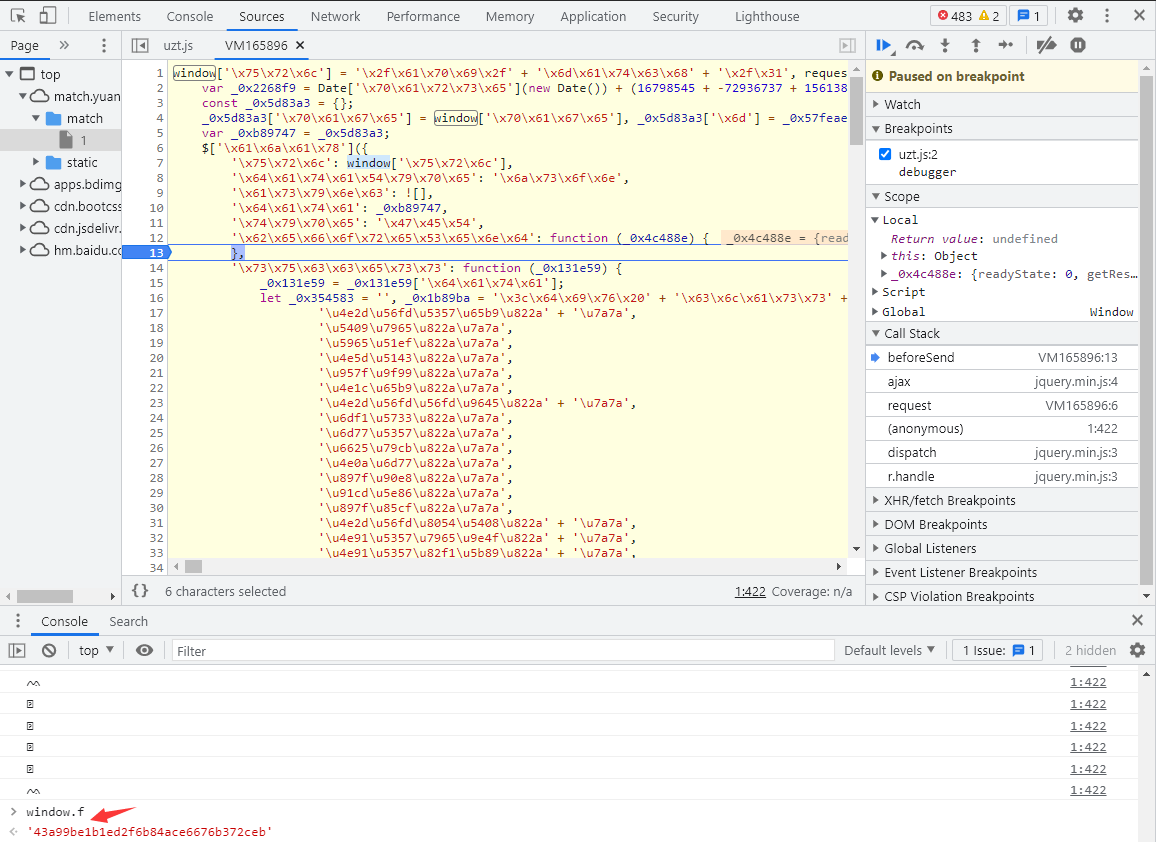 Elements Console Sources Network Performance Memory Application Security Lighthouse 483 2 1
Page » uzt.js VM165896 ×
top
match.yuan
match
1
static
apps.bdimg
cdn.bootcss
cdn.jsdelivr.
hm.baidu.co
1 window['\x75\x72\x6c'] = '\x2f\x61\x70\x69\x2f' + '\x6d\x61\x74\x63\x68' + '\x2f\x31', reques
2 var _0x2268f9 = Date['\x70\x61\x72\x73\x65'](new Date()) + (16798545 + -72936737 + 156138
3 const _0x5d83a3 = {};
4 _0x5d83a3['\x70\x61\x67\x65'] = window['\x70\x61\x67\x65'], _0x5d83a3['\x6d'] = _0x57feae
5 var _0xb89747 = _0x5d83a3;
6 $['\x61\x6a\x61\x78']({
7 '\x75\x72\x6c': window['\x75\x72\x6c'],
8 '\x64\x61\x74\x61\x54\x79\x70\x65': '\x6a\x73\x6f\x6e',
9 '\x61\x73\x79\x6e\x63': ![],
10 '\x64\x61\x74\x61': _0xb89747,
11 '\x74\x79\x70\x65': '\x47\x45\x54',
12 '\x62\x65\x66\x6f\x72\x65\x53\x65\x6e\x64': function (_0x4c488e) { _0x4c488e = {read
13 },
14 '\x73\x75\x63\x63\x65\x73\x73': function (_0x131e59) {
15 _0x131e59 = _0x131e59['\x64\x61\x74\x61'];
16 let _0x354583 = '', _0x1b89ba = '\x3c\x64\x69\x76\x20' + '\x63\x6c\x61\x73\x73' +
17 '\u4e2d\u56fd\u5357\u65b9\u822a' + '\u7a7a',
18 '\u5409\u7965\u822a\u7a7a',
19 '\u5965\u51ef\u822a\u7a7a',
20 '\u4e5d\u5143\u822a\u7a7a',
21 '\u957f\u9f99\u822a\u7a7a',
22 '\u4e1c\u65b9\u822a\u7a7a',
23 '\u4e2d\u56fd\u56fd\u9645\u822a' + '\u7a7a',
24 '\u6df1\u5733\u822a\u7a7a',
25 '\u6d77\u5357\u822a\u7a7a',
26 '\u6625\u79cb\u822a\u7a7a',
27 '\u4e0a\u6d77\u822a\u7a7a',
28 '\u897f\u90e8\u822a\u7a7a',
29 '\u91cd\u5e86\u822a\u7a7a',
30 '\u897f\u85cf\u822a\u7a7a',
31 '\u4e2d\u56fd\u8054\u5408\u822a' + '\u7a7a',
32 '\u4e91\u5357\u7965\u9e4f\u822a' + '\u7a7a',
33 '\u4e91\u5357\u82f1\u5b89\u822a' + '\u7a7a',
34
{} 6 characters selected 1:422 Coverage: n/a
Paused on breakpoint
Watch
Breakpoints
uzt.js:2
debugger
Scope
Local
Return value: undefined
this: Object
_0x4c488e: {readyState: 0, getRes…
Script
Global Window
Call Stack
beforeSend VM165896:13
ajax jquery.min.js:4
request VM165896:6
(anonymous) 1:422
dispatch jquery.min.js:3
r.handle jquery.min.js:3
XHR/fetch Breakpoints
DOM Breakpoints
Global Listeners
Event Listener Breakpoints
CSP Violation Breakpoints
Console Search
top Filter Default levels 1 Issue: 1 2 hidden
1:422
1:422
1:422
1:422
1:422
1:422
> window.f
'43a99be1b1ed2f6b84ace6676b372ceb'